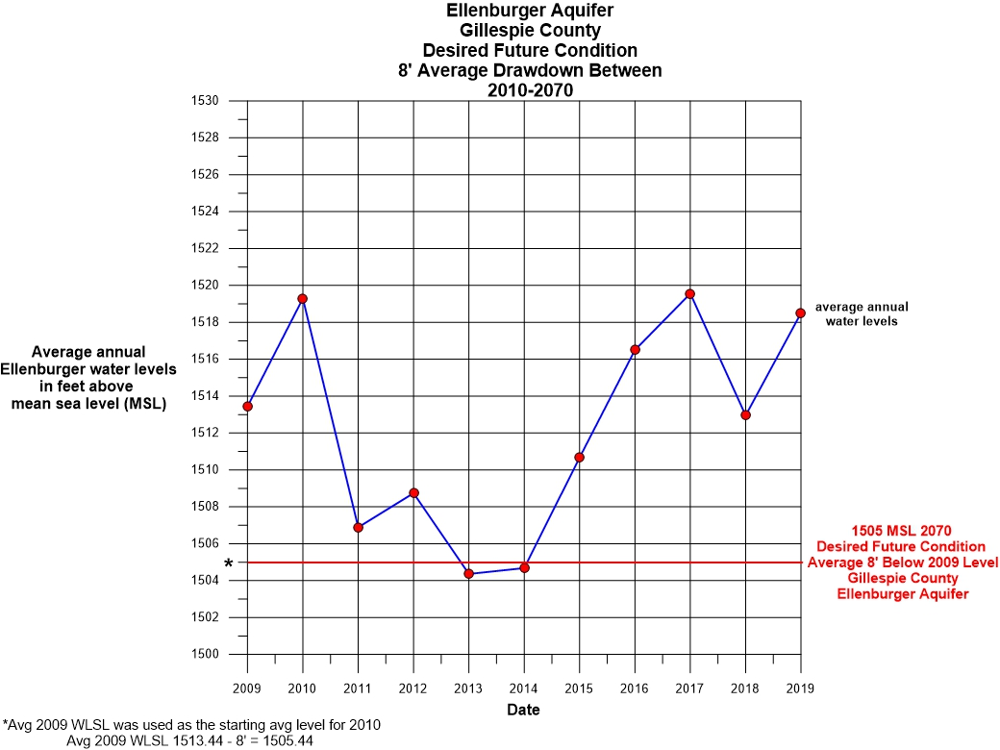 Ellenburger Aquifer
Gillespie County
Desired Future Condition
8' Average Drawdown Between
2010-2070
1530
1528
1526
1524
1522
1520
1518
1516
1514
1512
1510
1508
1506
*
1504
1502
1500
Average annual
Ellenburger water levels
in feet above
mean sea level (MSL)
average annual
water levels
1505 MSL 2070
Desired Future Condition
Average 8' Below 2009 Level
Gillespie County
Ellenburger Aquifer
2009 2010 2011 2012 2013 2014 2015 2016 2017 2018 2019
Date
*Avg 2009 WLSL was used as the starting avg level for 2010
Avg 2009 WLSL 1513.44 - 8' = 1505.44